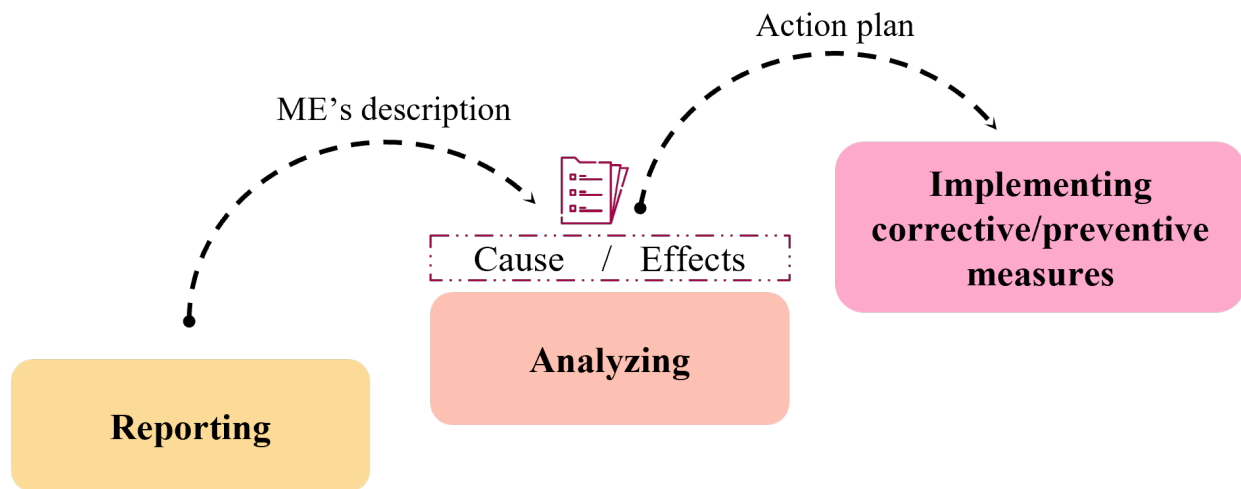 Action plan
ME’s description
Implementing
corrective/preventive
measures
Cause / Effects
Analyzing
Reporting